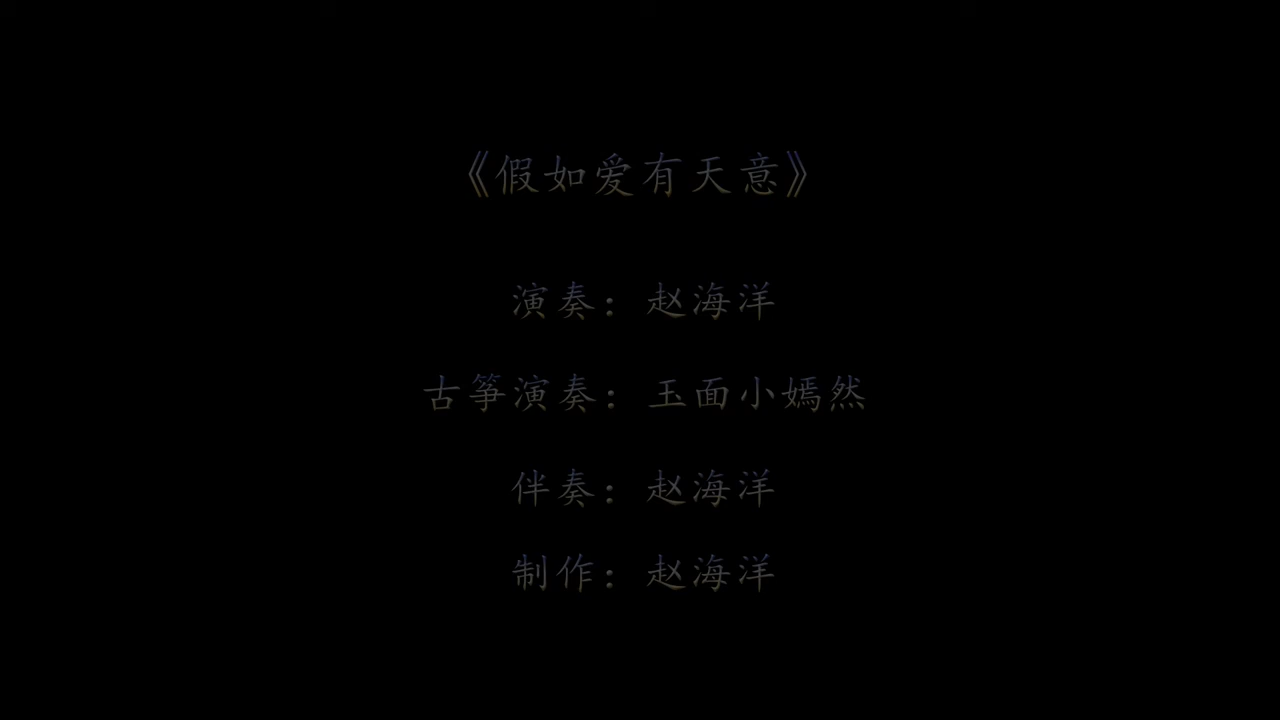 《假如爱有天意》
演奏：赵海洋
古筝演奏：玉面小嫣然
伴奏：赵海洋
制作：赵海洋